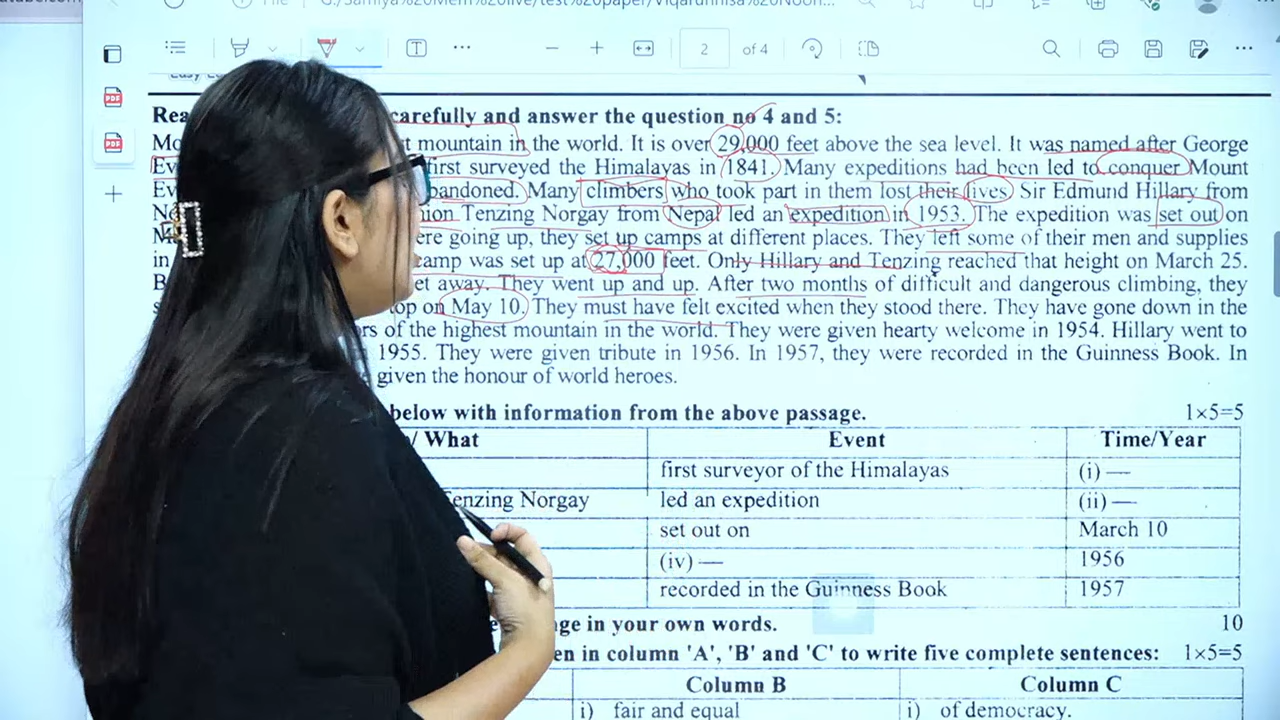 2 of 4
Rea carefully and answer the question no 4 and 5:
Mo t mountain in the world. It is over 29,000 feet above the sea level. It was named after George
Ev first surveyed the Himalayas in 1841. Many expeditions had been led to conquer Mount
Ev bandoned. Many climbers who took part in them lost their lives Sir Edmund Hillary from
Ne ion Tenzing Norgay from Nepal led an expedition in 1953. The expedition was set out on
M ere going up, they set up camps at different places. They left some of their men and supplies
in camp was set up at 27,000 feet. Only Hillary and Tenzing reached that height on March 25.
B et away. They went up and up. After two months of difficult and dangerous climbing, they
s top on May 10. They must have felt excited when they stood there. They have gone down in the
rs of the highest mountain in the world. They were given hearty welcome in 1954. Hillary went to
1955. They were given tribute in 1956. In 1957, they were recorded in the Guinness Book. In
given the honour of world heroes.
below with information from the above passage. 1×5=5
/ What Event Time/Year
first surveyor of the Himalayas (i) —
Tenzing Norgay led an expedition (ii) —
set out on March 10
(iv) — 1956
recorded in the Guinness Book 1957
ge in your own words. 10
en in column 'A', 'B' and 'C' to write five complete sentences: 1×5=5
Column B Column C
i) fair and equal i) of democracy.